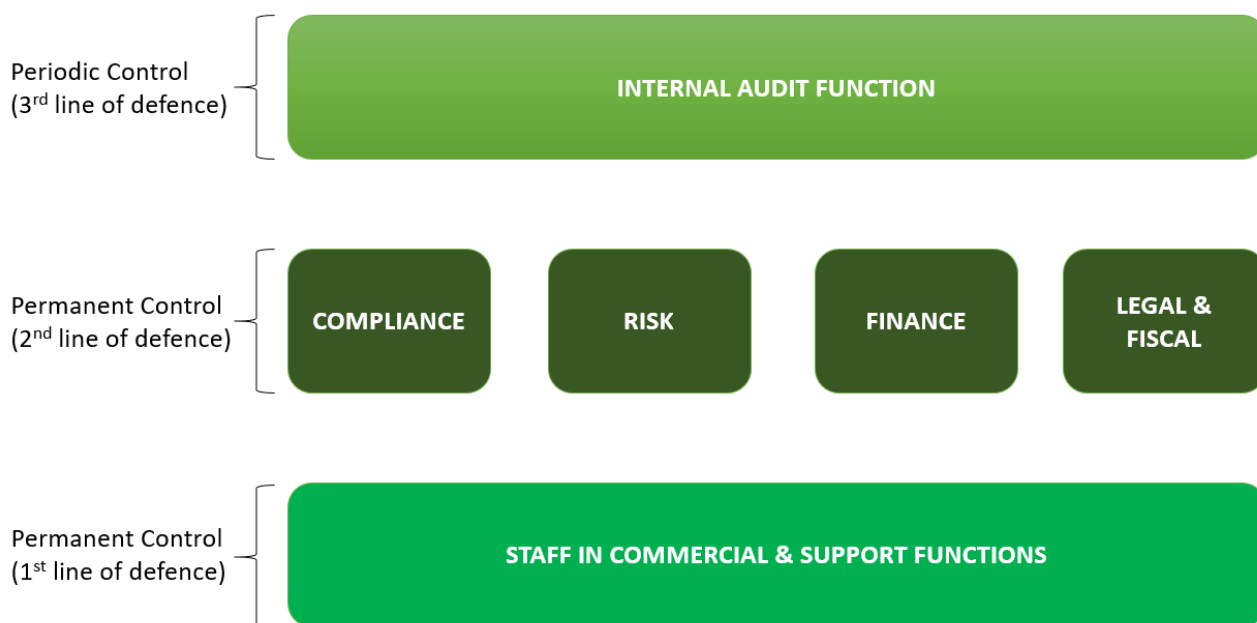 Periodic Control
(3rd line of defence)
INTERNAL AUDIT FUNCTION
Permanent Control
(2nd line of defence)
COMPLIANCE
RISK
FINANCE
LEGAL &
FISCAL
Permanent Control
(1st line of defence)
STAFF IN COMMERCIAL & SUPPORT FUNCTIONS